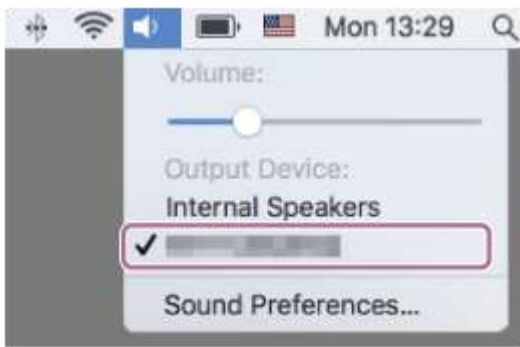 Mon 13:29
Volume:
Output Device:
Internal Speakers
Sound Preferences...